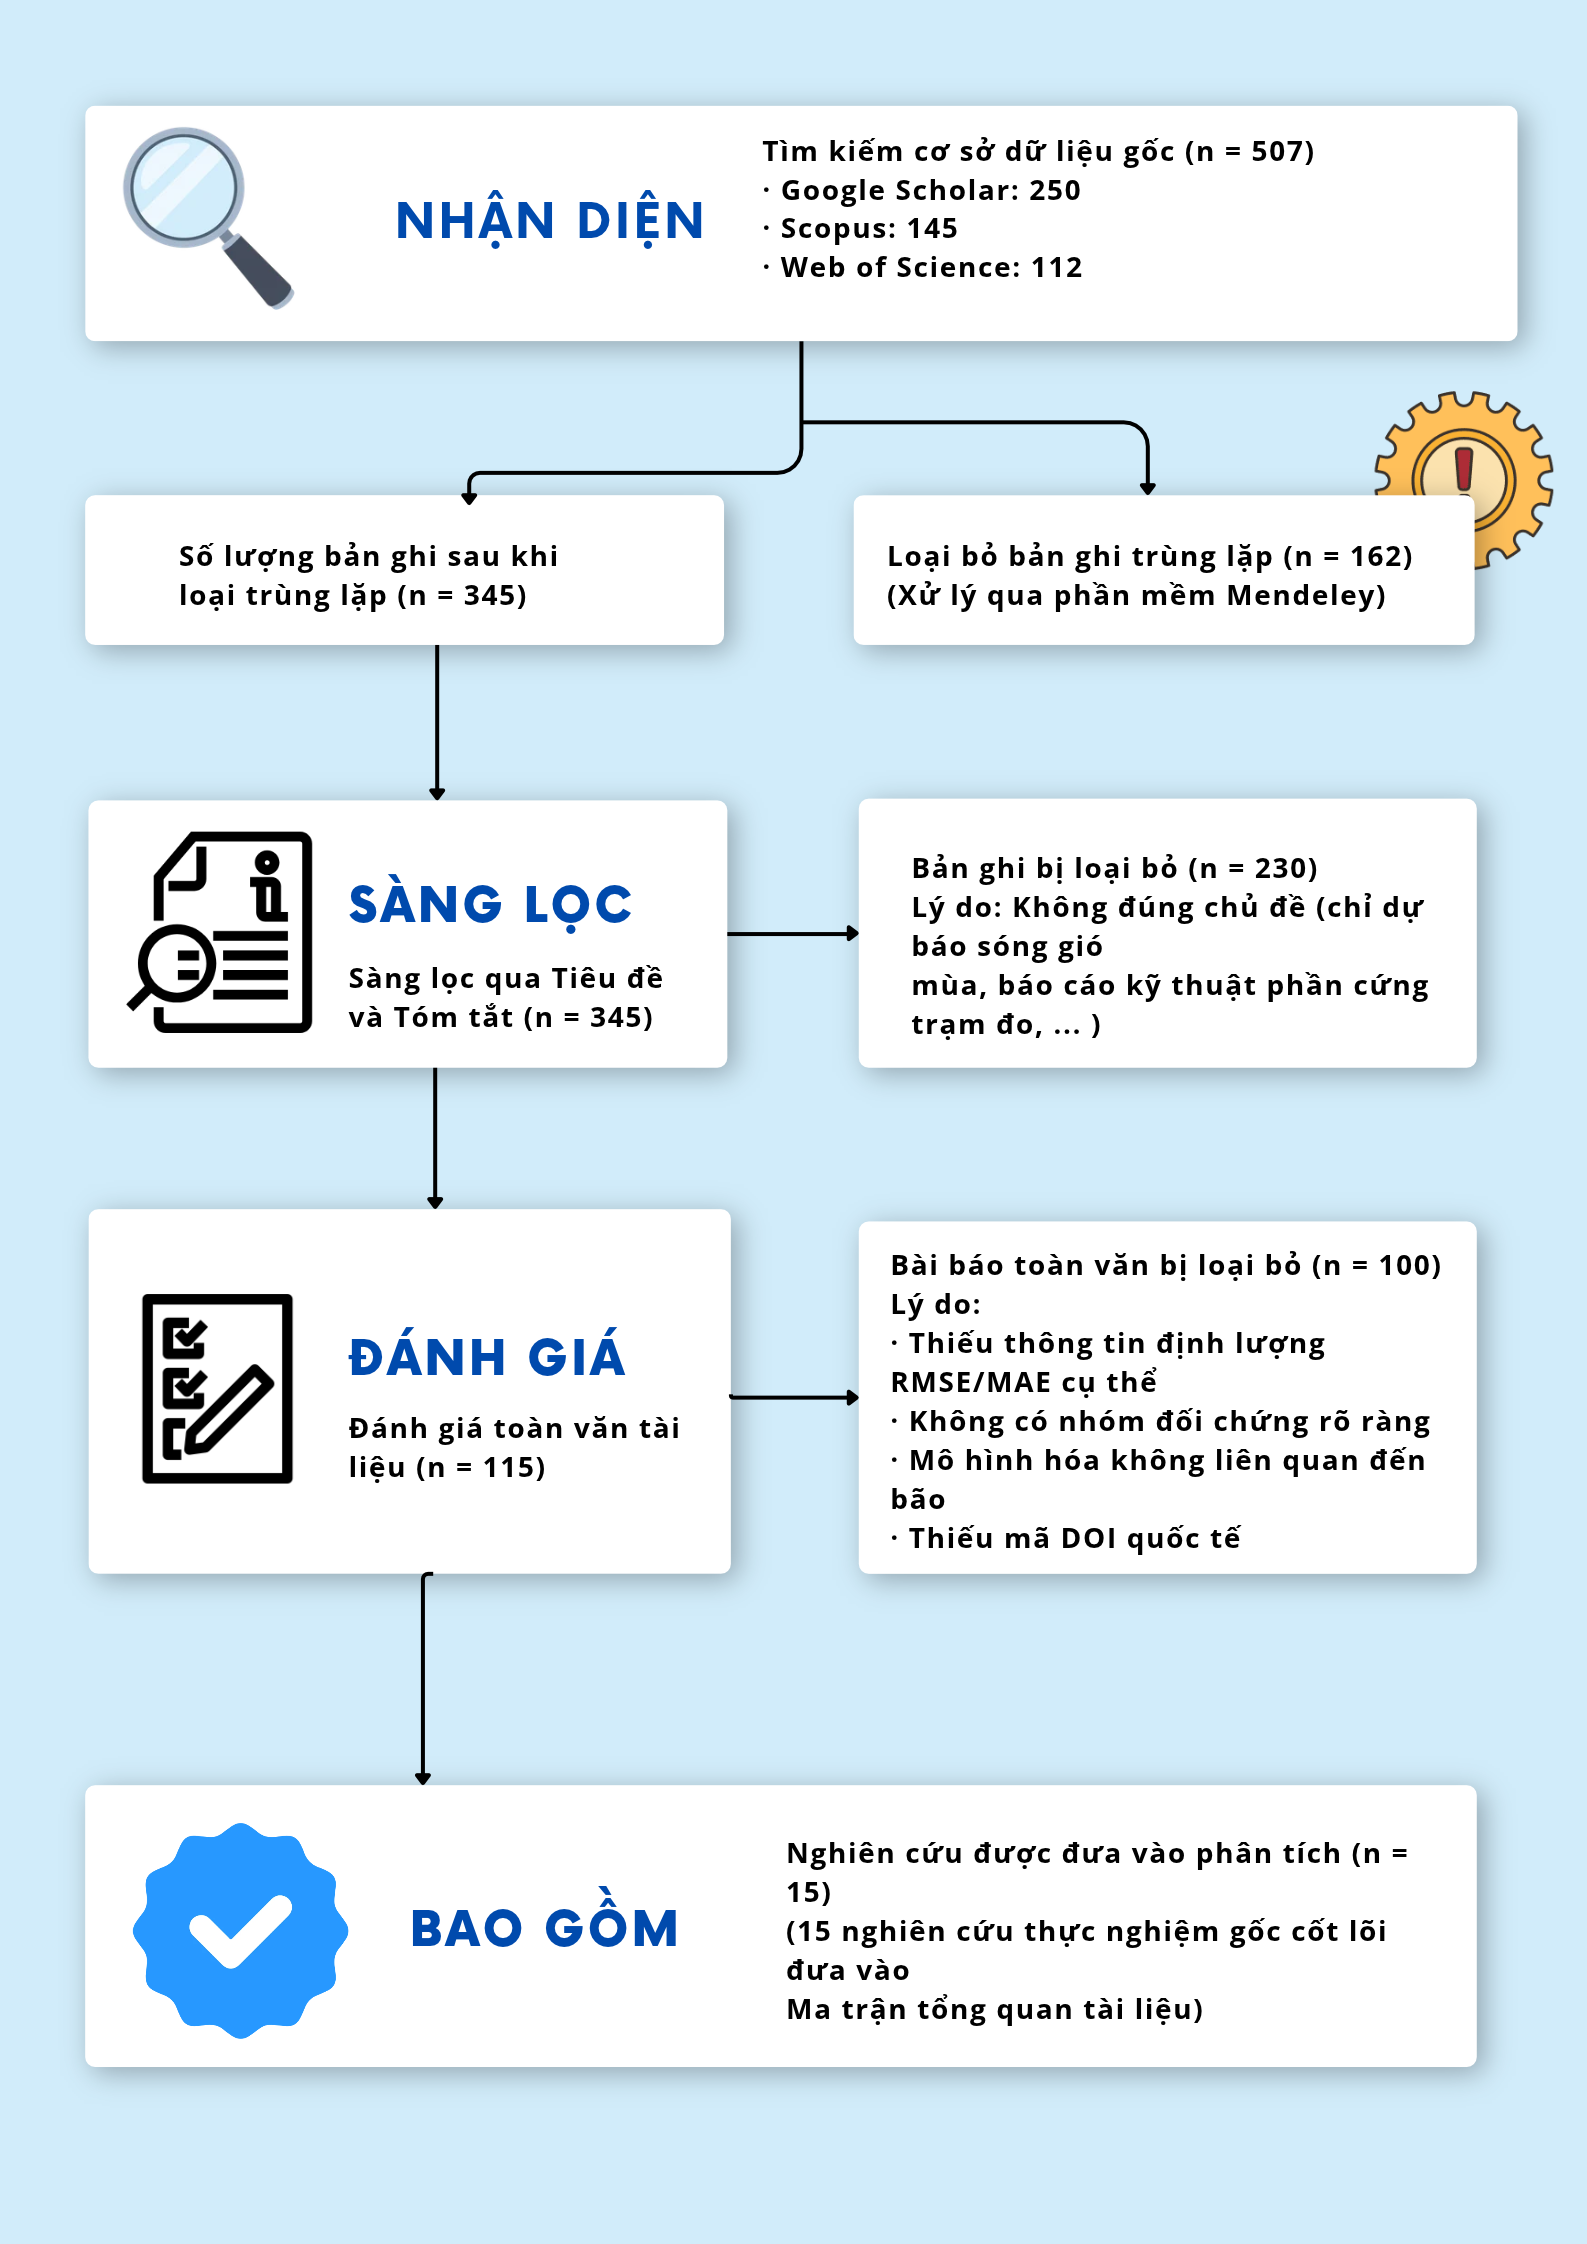 NHẬN DIỆN
Tìm kiếm cơ sở dữ liệu gốc (n = 507)
· Google Scholar: 250
· Scopus: 145
· Web of Science: 112
Số lượng bản ghi sau khi
loại trùng lặp (n = 345)
Loại bỏ bản ghi trùng lặp (n = 162)
(Xử lý qua phần mềm Mendeley)
SÀNG LỌC
Sàng lọc qua Tiêu đề
và Tóm tắt (n = 345)
Bản ghi bị loại bỏ (n = 230)
Lý do: Không đúng chủ đề (chỉ dự
báo sóng gió
mùa, báo cáo kỹ thuật phần cứng
trạm đo, ... )
ĐÁNH GIÁ
Đánh giá toàn văn tài
liệu (n = 115)
Bài báo toàn văn bị loại bỏ (n = 100)
Lý do:
· Thiếu thông tin định lượng
RMSE/MAE cụ thể
· Không có nhóm đối chứng rõ ràng
· Mô hình hóa không liên quan đến
bão
· Thiếu mã DOI quốc tế
BAO GỒM
Nghiên cứu được đưa vào phân tích (n =
15)
(15 nghiên cứu thực nghiệm gốc cốt lõi
đưa vào
Ma trận tổng quan tài liệu)